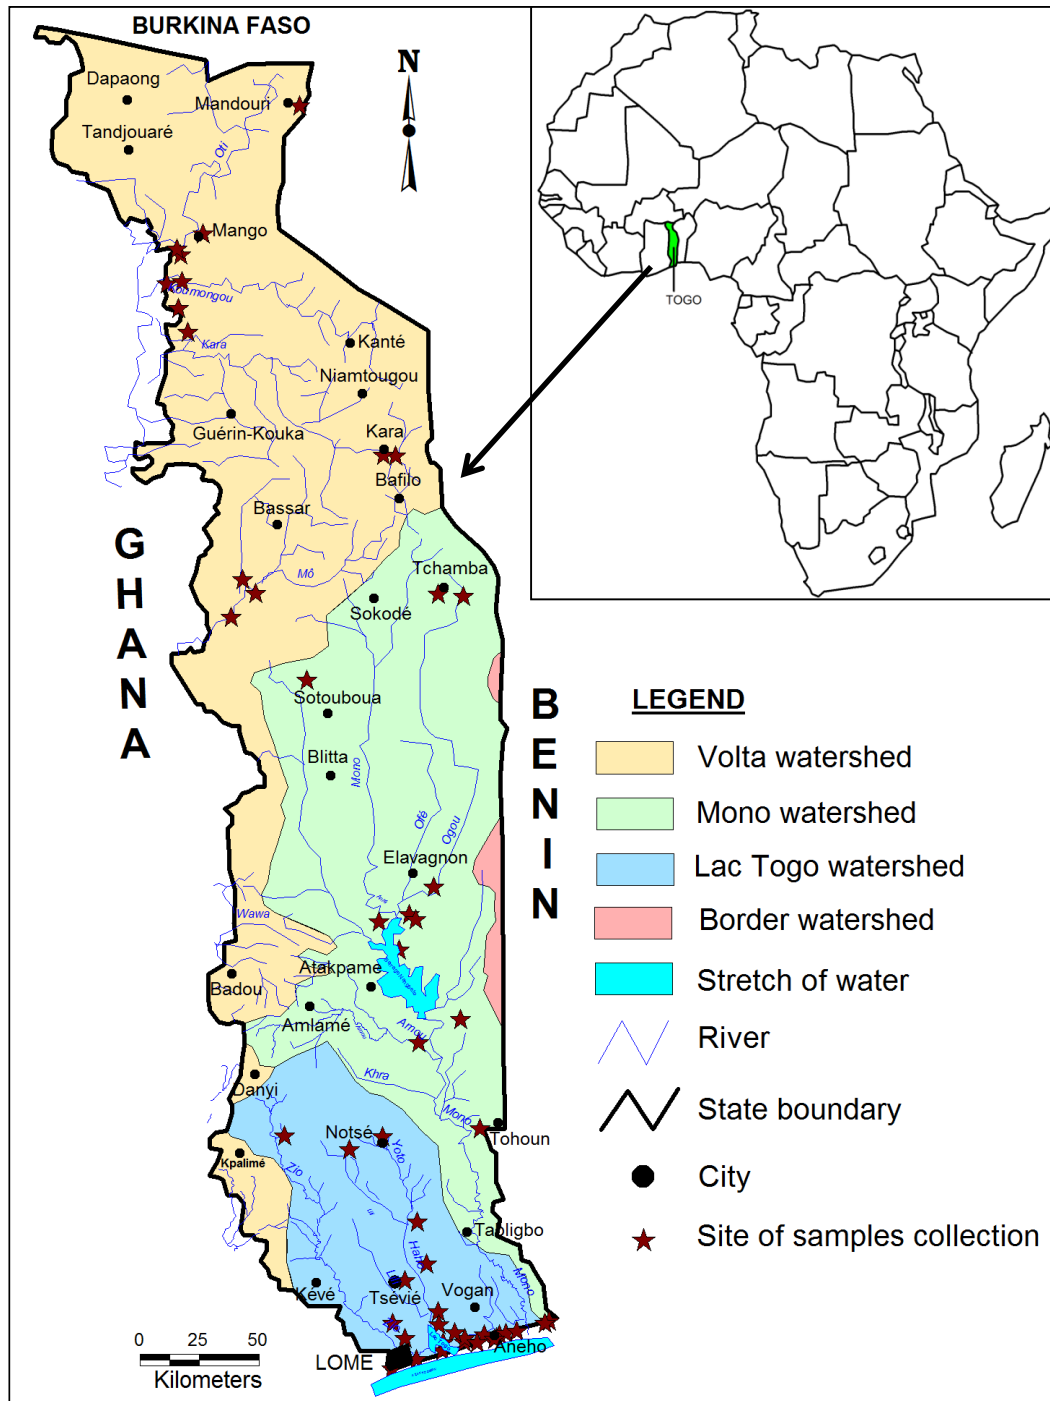 BURKINA FASO
N
Dapaong
Mandouri
Tandjouaré
Oti
Mango
Koumongou
Kara
Kanté
Niamtougou
Guérin-Kouka
Kara
Bafilo
Bassar
GHANA
Mô
Tchamba
Sokodé
Sotouboua
Blitta
Mono
Ofé
Ogou
Elavagnon
BENIN
Wawa
Atakpamé
Badou
Amlamé
Amou
Khra
Danyi
Mono
Tohoun
Notsé
Yoto
Kpalimé
Zio
Tabligbo
Haho
Mono
Kévé
Tsévié
Vogan
Aneho
LOME
0 25 50
Kilometers
TOGO
LEGEND
Volta watershed
Mono watershed
Lac Togo watershed
Border watershed
Stretch of water
River
State boundary
City
Site of samples collection